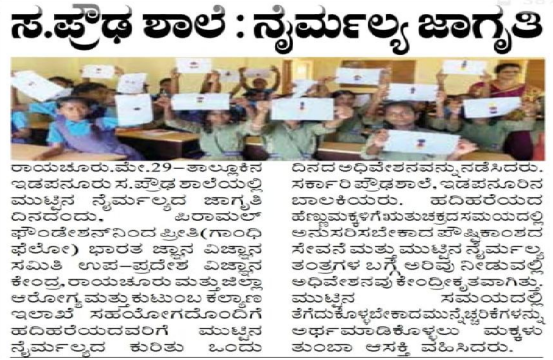 ಸ.ಪ್ರೌಢ ಶಾಲೆ : ನೈರ್ಮಲ್ಯ ಜಾಗೃತಿ
ರಾಯಚೂರು.ಮೇ.29–ತಾಲ್ಲೂಕಿನ
ಇಡಪನೂರು ಸ.ಪ್ರೌಢ ಶಾಲೆಯಲ್ಲಿ
ಮುಟ್ಟಿನ ನೈರ್ಮಲ್ಯದ ಜಾಗೃತಿ
ದಿನದಂದು, ಪಿರಾಮಲ್
ಫೌಂಡೇಶನ್‌ನಿಂದ ಪ್ರೀತಿ(ಗಾಂಧಿ
ಫೆಲೋ) ಭಾರತ ಜ್ಞಾನ ವಿಜ್ಞಾನ
ಸಮಿತಿ ಉಪ–ಪ್ರದೇಶ ವಿಜ್ಞಾನ
ಕೇಂದ್ರ, ರಾಯಚೂರು ಮತ್ತು ಜಿಲ್ಲಾ
ಆರೋಗ್ಯ ಮತ್ತು ಕುಟುಂಬ ಕಲ್ಯಾಣ
ಇಲಾಖೆ ಸಹಯೋಗದೊಂದಿಗೆ
ಹದಿಹರೆಯದವರಿಗೆ ಮುಟ್ಟಿನ
ನೈರ್ಮಲ್ಯದ ಕುರಿತು ಒಂದು
ದಿನದ ಅಧಿವೇಶನವನ್ನು ನಡೆಸಿದರು.
ಸರ್ಕಾರಿ ಪ್ರೌಢಶಾಲೆ, ಇಡಪನೂರಿನ
ಬಾಲಕಿಯರು. ಹದಿಹರೆಯದ
ಹೆಣ್ಣುಮಕ್ಕಳಿಗೆ ಋತುಚಕ್ರದ ಸಮಯದಲ್ಲಿ
ಅನುಸರಿಸಬೇಕಾದ ಪೌಷ್ಟಿಕಾಂಶದ
ಸೇವನೆ ಮತ್ತು ಮುಟ್ಟಿನ ನೈರ್ಮಲ್ಯ
ತಂತ್ರಗಳ ಬಗ್ಗೆ ಅರಿವು ನೀಡುವಲ್ಲಿ
ಅಧಿವೇಶನವು ಕೇಂದ್ರೀಕೃತವಾಗಿತ್ತು.
ಮುಟ್ಟಿನ ಸಮಯದಲ್ಲಿ
ತೆಗೆದುಕೊಳ್ಳಬೇಕಾದ ಮುನ್ನೆಚ್ಚರಿಕೆಗಳನ್ನು
ಅರ್ಥಮಾಡಿಕೊಳ್ಳಲು ಮಕ್ಕಳು
ತುಂಬಾ ಆಸಕ್ತಿ ವಹಿಸಿದರು.